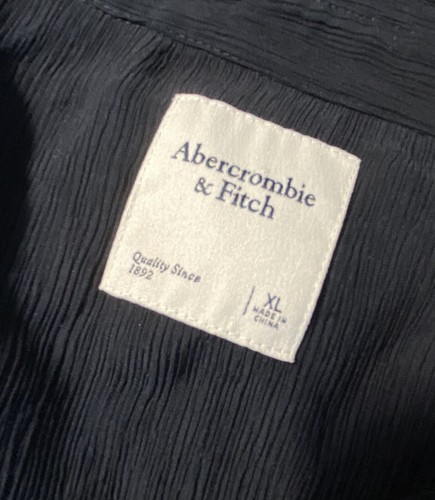 Abercrombie
& Fitch
Quality Since
1892
XL
MADE IN
CHINA